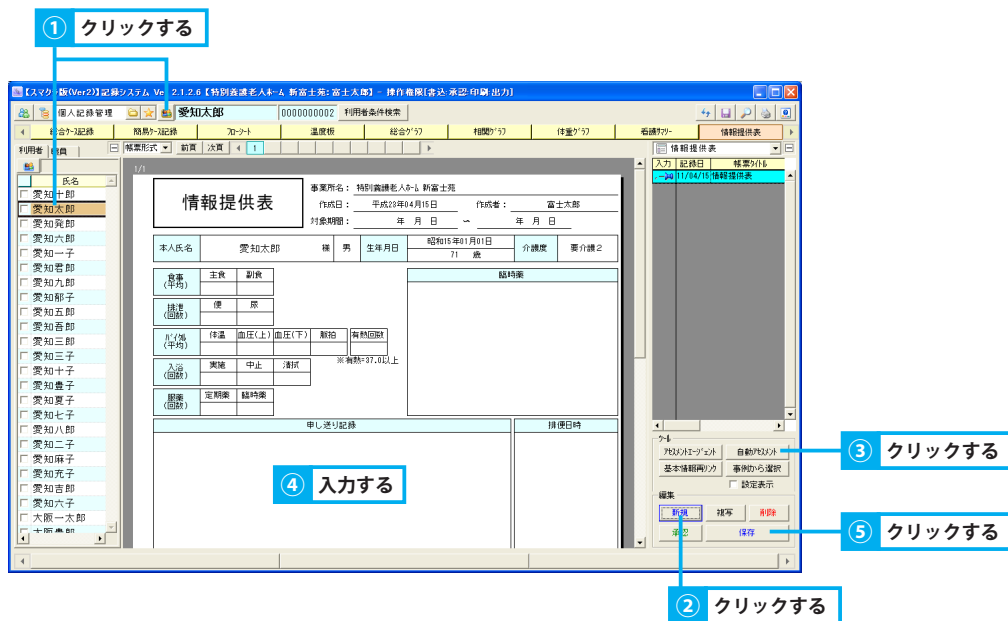 ① クリックする
【スマケア版(Ver2)】記録システム Ver 2.1.2.6 【特別養護老人ホーム 新富士苑:富士太郎】 - 操作権限[書込:承認:印刷:出力]
個人記録管理 愛知太郎 0000000002 利用者条件検索
総合ケース記録 簡易ケース記録 フローシート 温度板 総合グラフ 相関グラフ 体重グラフ 看護サマリー 情報提供表
利用者 職員 帳票形式 前頁 次頁 1 情報提供表
氏名
愛知十郎
愛知太郎
愛知発郎
愛知六郎
愛知一子
愛知君郎
愛知九郎
愛知郁子
愛知五郎
愛知吾郎
愛知三郎
愛知三子
愛知十子
愛知豊子
愛知夏子
愛知七子
愛知八郎
愛知二子
愛知麻子
愛知充子
愛知吉郎
愛知六子
大阪一太郎
1/1
情報提供表
事業所名: 特別養護老人ホーム 新富士苑
作成日: 平成23年04月15日 作成者: 富士太郎
対象期間: 年 月 日 ~ 年 月 日
本人氏名 愛知太郎 様 男 生年月日 昭和15年01月01日 71 歳 介護度 要介護2
食事(平均) 主食 副食
臨時薬
排泄(回数) 便 尿
バイタル(平均) 体温 血圧(上) 血圧(下) 脈拍 有熱回数
※有熱=37.0以上
入浴(回数) 実施 中止 清拭
服薬(回数) 定期薬 臨時薬
申し送り記録 排便日時
④ 入力する
入力 記録日 帳票タイトル
11/04/15 情報提供表
ツール
アセスメントエージェント 自動アセスメント
基本情報再リンク 事例から選択
設定表示
編集
新規 複写 削除
承認 保存
③ クリックする
⑤ クリックする
② クリックする